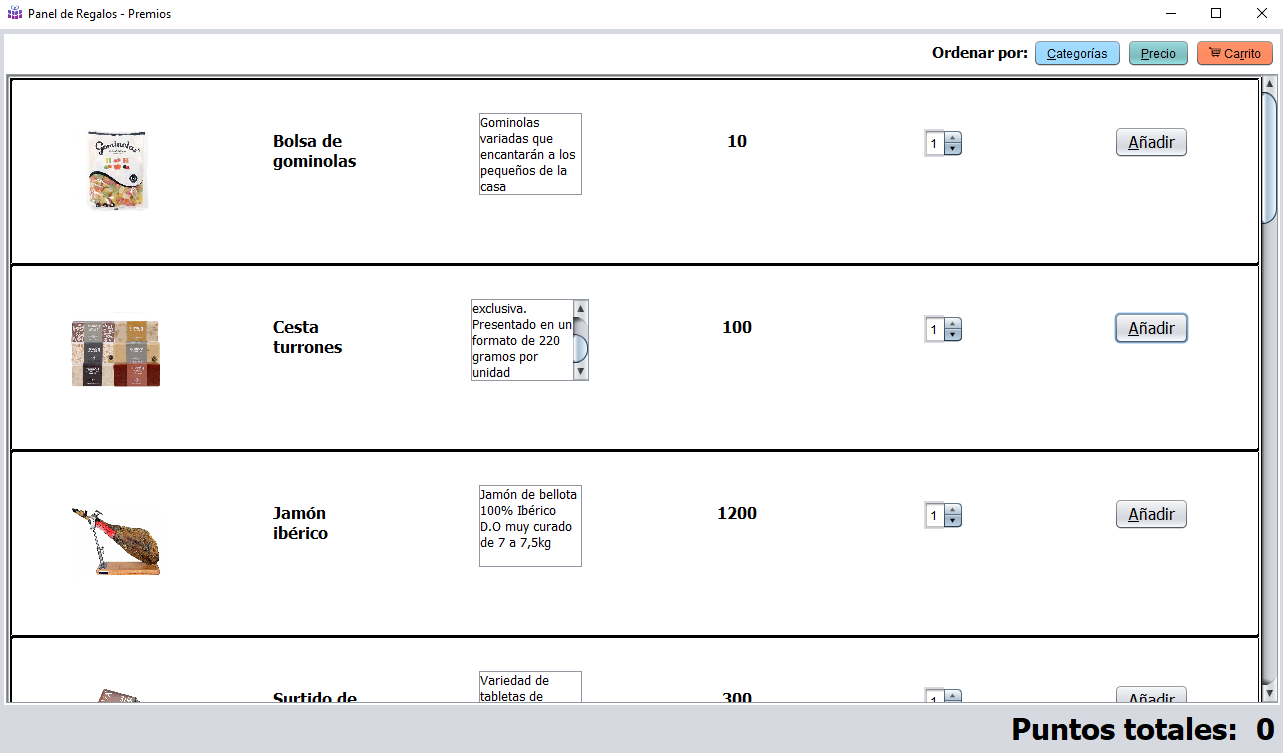 Panel de Regalos - Premios
Ordenar por: Categorías Precio Carrito
Gominolas
Bolsa de
gominolas
Gominolas
variadas que
encantarán a los
pequeños de la
casa
10
1
Añadir
Cesta
turrones
exclusiva.
Presentado en un
formato de 220
gramos por
unidad
100
1
Añadir
Jamón
ibérico
Jamón de bellota
100% Ibérico
D.O muy curado
de 7 a 7,5kg
1200
1
Añadir
Surtido de
Variedad de
tabletas de
300
1
Añadir
Puntos totales: 0